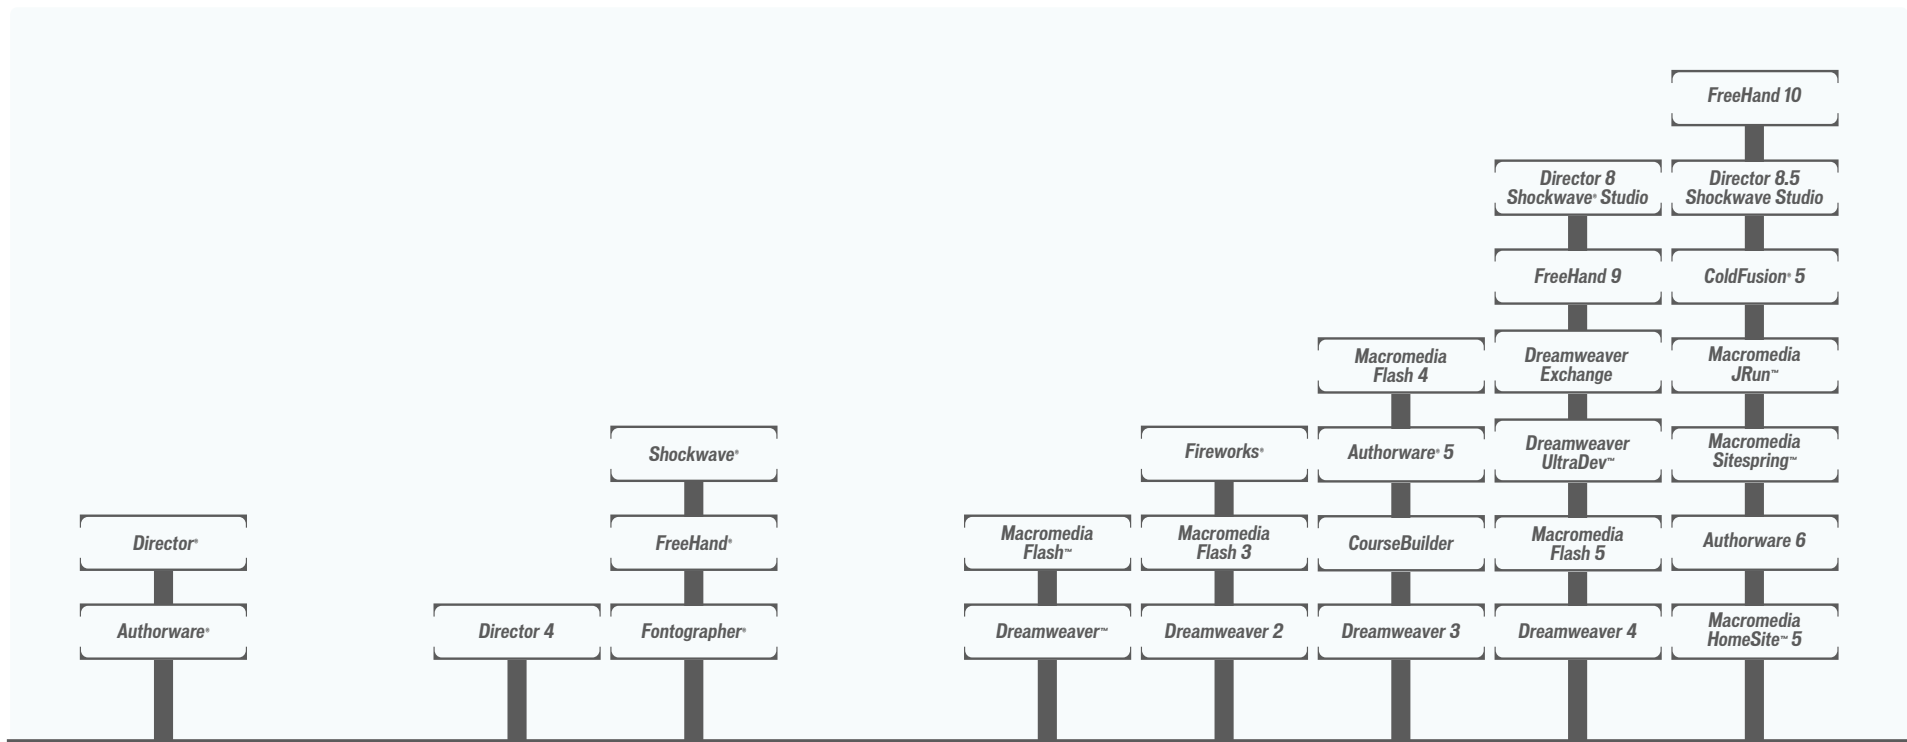 Director®
Authorware®
Director 4
Shockwave®
FreeHand®
Fontographer®
Macromedia
Flash™
Dreamweaver™
Fireworks®
Macromedia
Flash 3
Dreamweaver 2
Macromedia
Flash 4
Authorware® 5
CourseBuilder
Dreamweaver 3
Director 8
Shockwave® Studio
FreeHand 9
Dreamweaver
Exchange
Dreamweaver
UltraDev™
Macromedia
Flash 5
Dreamweaver 4
FreeHand 10
Director 8.5
Shockwave Studio
ColdFusion® 5
Macromedia
JRun™
Macromedia
Sitespring™
Authorware 6
Macromedia
HomeSite™ 5